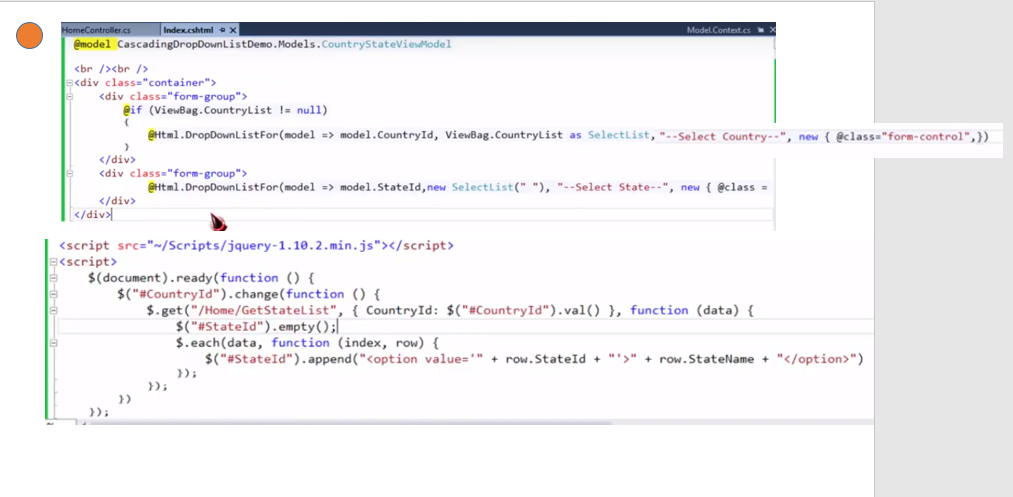 HomeController.cs Index.cshtml Model.Context.cs
@model CascadingDropDownListDemo.Models.CountryStateViewModel
<br /><br />
<div class="container">
<div class="form-group">
@if (ViewBag.CountryList != null)
{
@Html.DropDownListFor(model => model.CountryId, ViewBag.CountryList as SelectList, "--Select Country--", new { @class="form-control",})
}
</div>
<div class="form-group">
@Html.DropDownListFor(model => model.StateId,new SelectList(" "), "--Select State--", new { @class =
</div>
</div>
<script src="~/Scripts/jquery-1.10.2.min.js"></script>
<script>
$(document).ready(function () {
$("#CountryId").change(function () {
$.get("/Home/GetStateList", { CountryId: $("#CountryId").val() }, function (data) {
$("#StateId").empty();
$.each(data, function (index, row) {
$("#StateId").append("<option value='" + row.StateId + "'>" + row.StateName + "</option>")
});
});
})
});